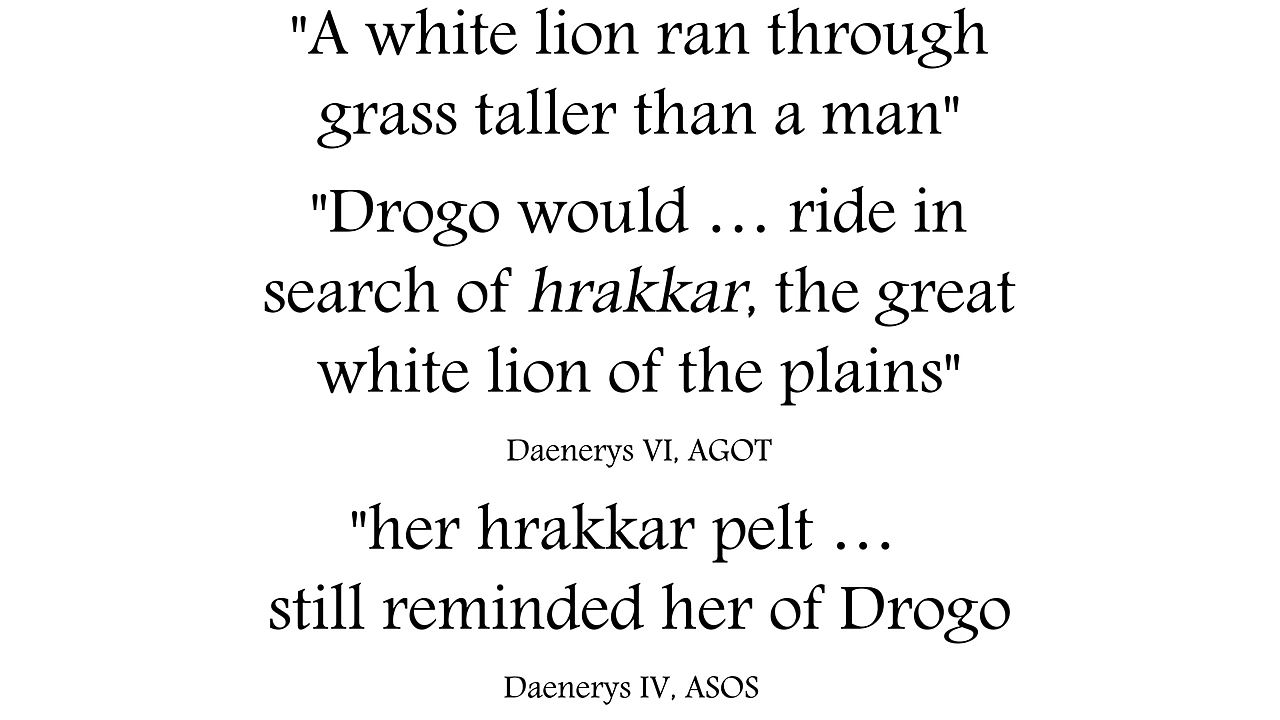 "A white lion ran through
grass taller than a man"
"Drogo would … ride in
search of hrakkar, the great
white lion of the plains"
Daenerys VI, AGOT
"her hrakkar pelt …
still reminded her of Drogo
Daenerys IV, ASOS